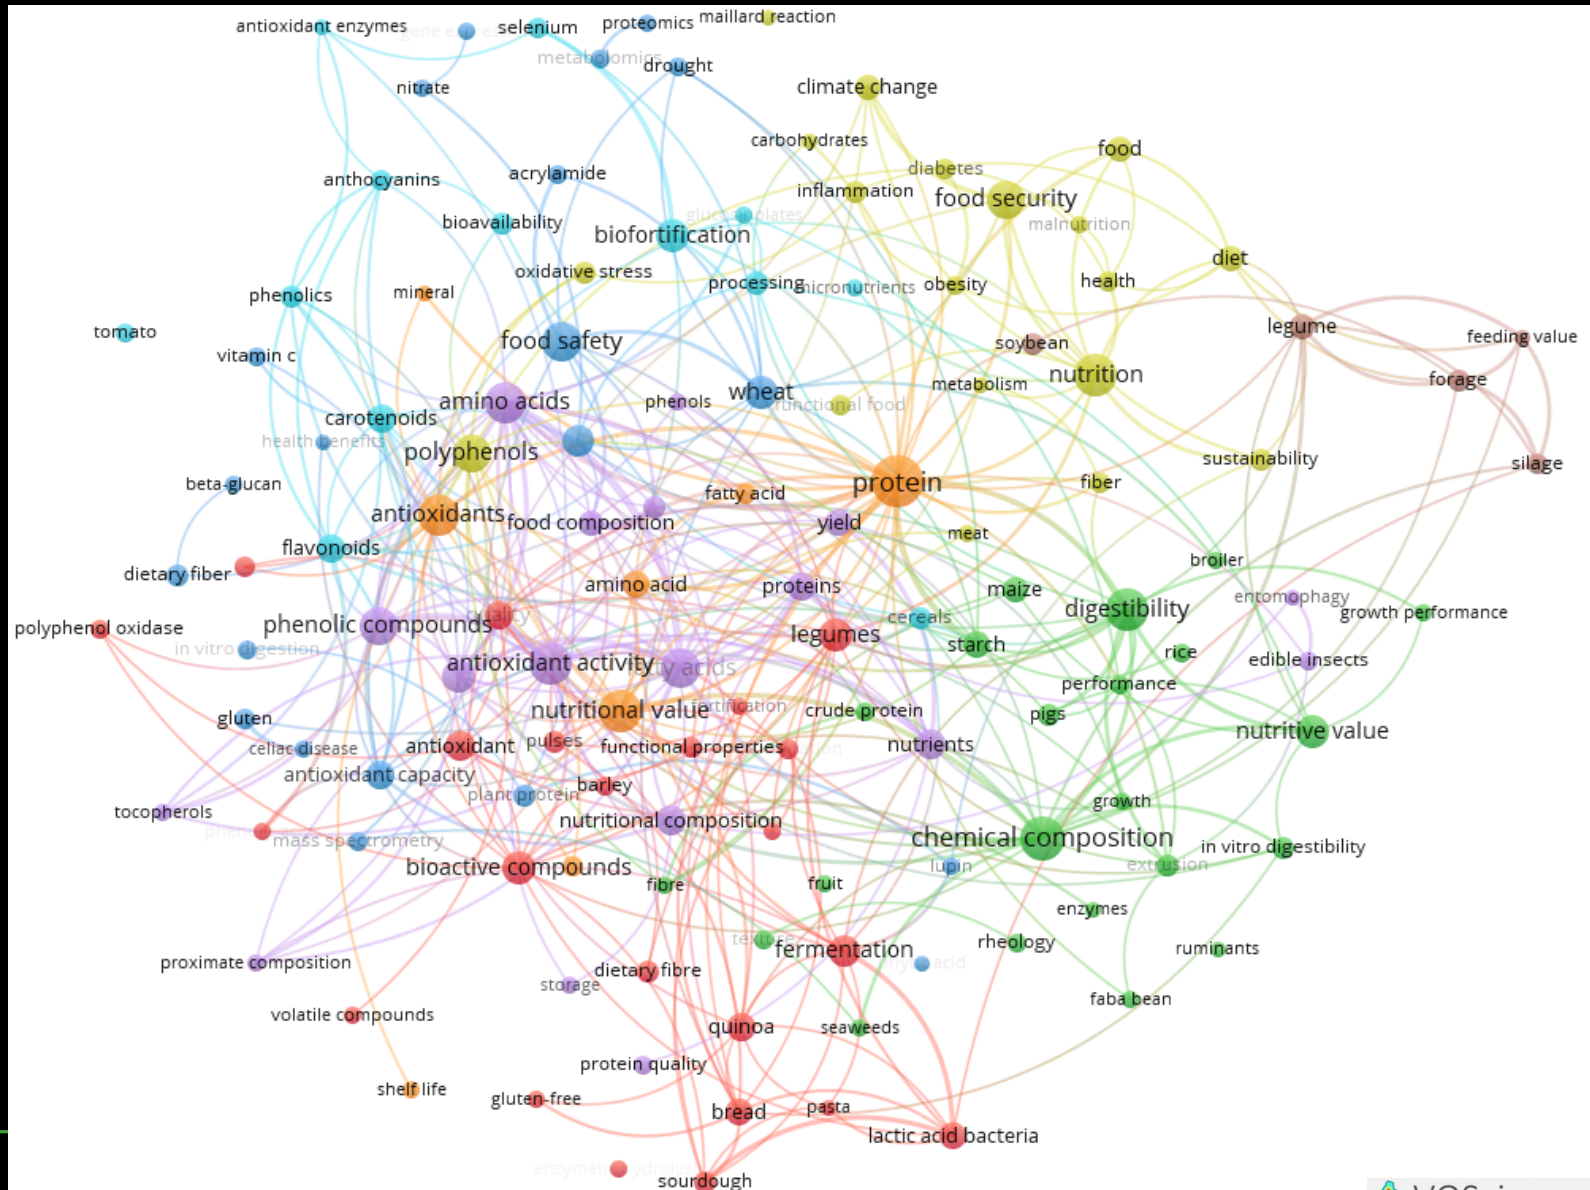 maillard reaction
proteomics
antioxidant enzymes
selenium
metabolomics
drought
nitrate
climate change
carbohydrates
food
diabetes
acrylamide
anthocyanins
inflammation
food security
glucosinolates
malnutrition
bioavailability
biofortification
diet
oxidative stress
health
processing
obesity
micronutrients
mineral
phenolics
legume
tomato
feeding value
food safety
soybean
vitamin c
nutrition
forage
metabolism
wheat
amino acids
phenols
functional food
carotenoids
health benefits
polyphenols
sustainability
silage
fiber
protein
beta-glucan
fatty acid
antioxidants
food composition
yield
meat
flavonoids
broiler
dietary fiber
amino acid
proteins
maize
entomophagy
digestibility
growth performance
quality
cereals
phenolic compounds
polyphenol oxidase
legumes
starch
in vitro digestion
rice
edible insects
antioxidant activity
fatty acids
performance
fortification
nutritional value
crude protein
pigs
gluten
nutritive value
pulses
nutrients
antioxidant
functional properties
celiac disease
antioxidant capacity
barley
plant protein
growth
tocopherols
nutritional composition
chemical composition
mass spectrometry
in vitro digestibility
extrusion
lupin
bioactive compounds
fibre
fruit
enzymes
texture
rheology
ruminants
fermentation
proximate composition
dietary fibre
storage
faba bean
volatile compounds
quinoa
seaweeds
protein quality
shelf life
gluten-free
pasta
bread
lactic acid bacteria
enzymatic hydrolysis
sourdough